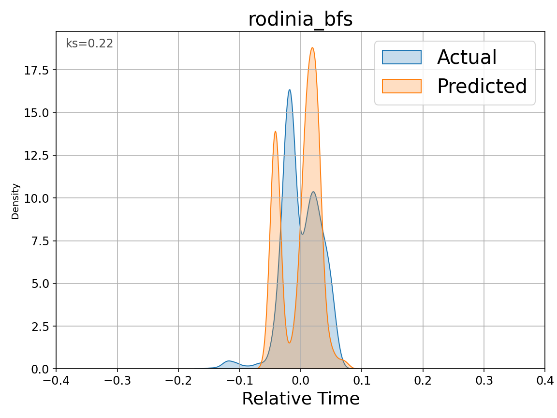 rodinia_bfs
ks=0.22
Actual
Predicted
17.5
15.0
12.5
10.0
7.5
5.0
2.5
0.0
Density
−0.4 −0.3 −0.2 −0.1 0.0 0.1 0.2 0.3 0.4
Relative Time